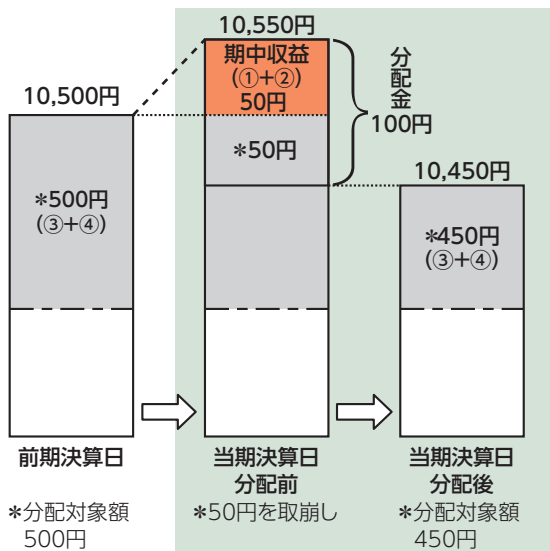 10,500円
*500円
(③+④)
前期決算日
*分配対象額
500円
10,550円
期中収益
(①+②)
50円
*50円
分配金
100円
当期決算日
分配前
*50円を取崩し
10,450円
*450円
(③+④)
当期決算日
分配後
*分配対象額
450円